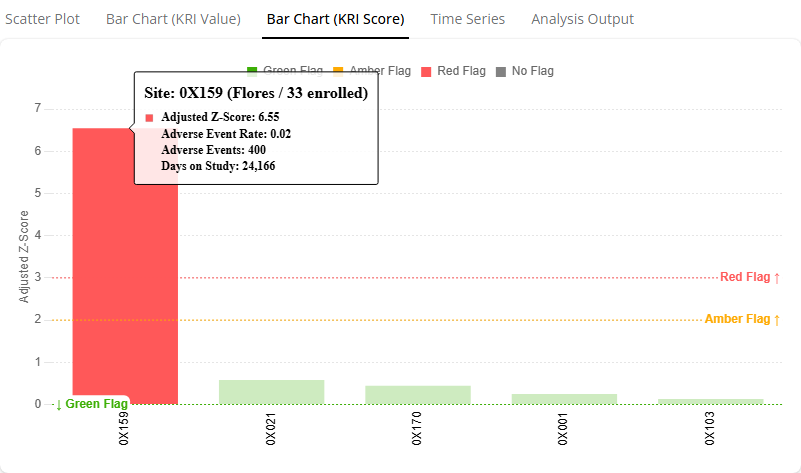 Scatter Plot Bar Chart (KRI Value) Bar Chart (KRI Score) Time Series Analysis Output
Green Flag Amber Flag Red Flag No Flag
Site: 0X159 (Flores / 33 enrolled)
Adjusted Z-Score: 6.55
Adverse Event Rate: 0.02
Adverse Events: 400
Days on Study: 24,166
Adjusted Z-Score
7
6
5
4
3
2
1
0
Red Flag ↑
Amber Flag ↑
↓ Green Flag
0X159
0X021
0X170
0X001
0X103